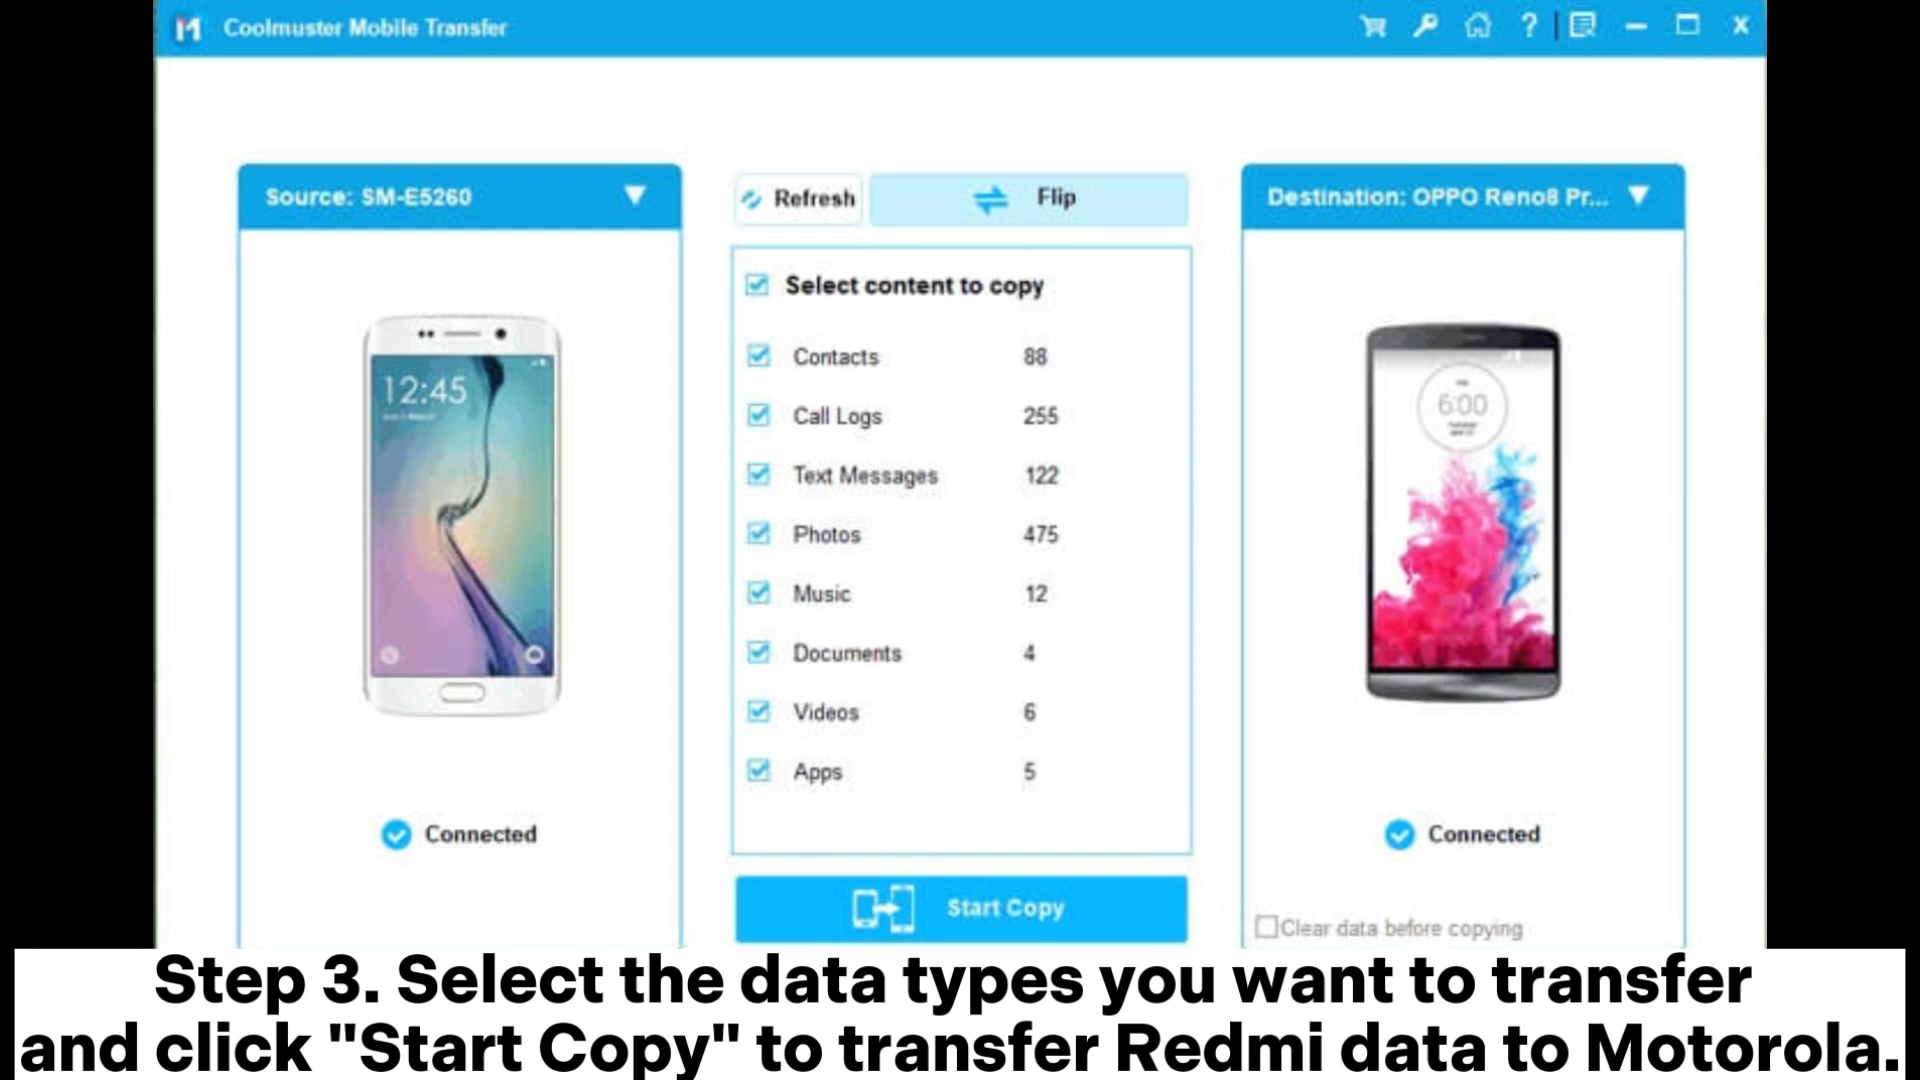 Coolmuster Mobile Transfer
?
Source: SM-E5260
Refresh
Flip
Destination: OPPO Reno8 Pr...
Select content to copy
Contacts 88
Call Logs 255
Text Messages 122
Photos 475
Music 12
Documents 4
Videos 6
Apps 5
12:45
6:00
Connected
Connected
Start Copy
Clear data before copying
Step 3. Select the data types you want to transfer
and click "Start Copy" to transfer Redmi data to Motorola.